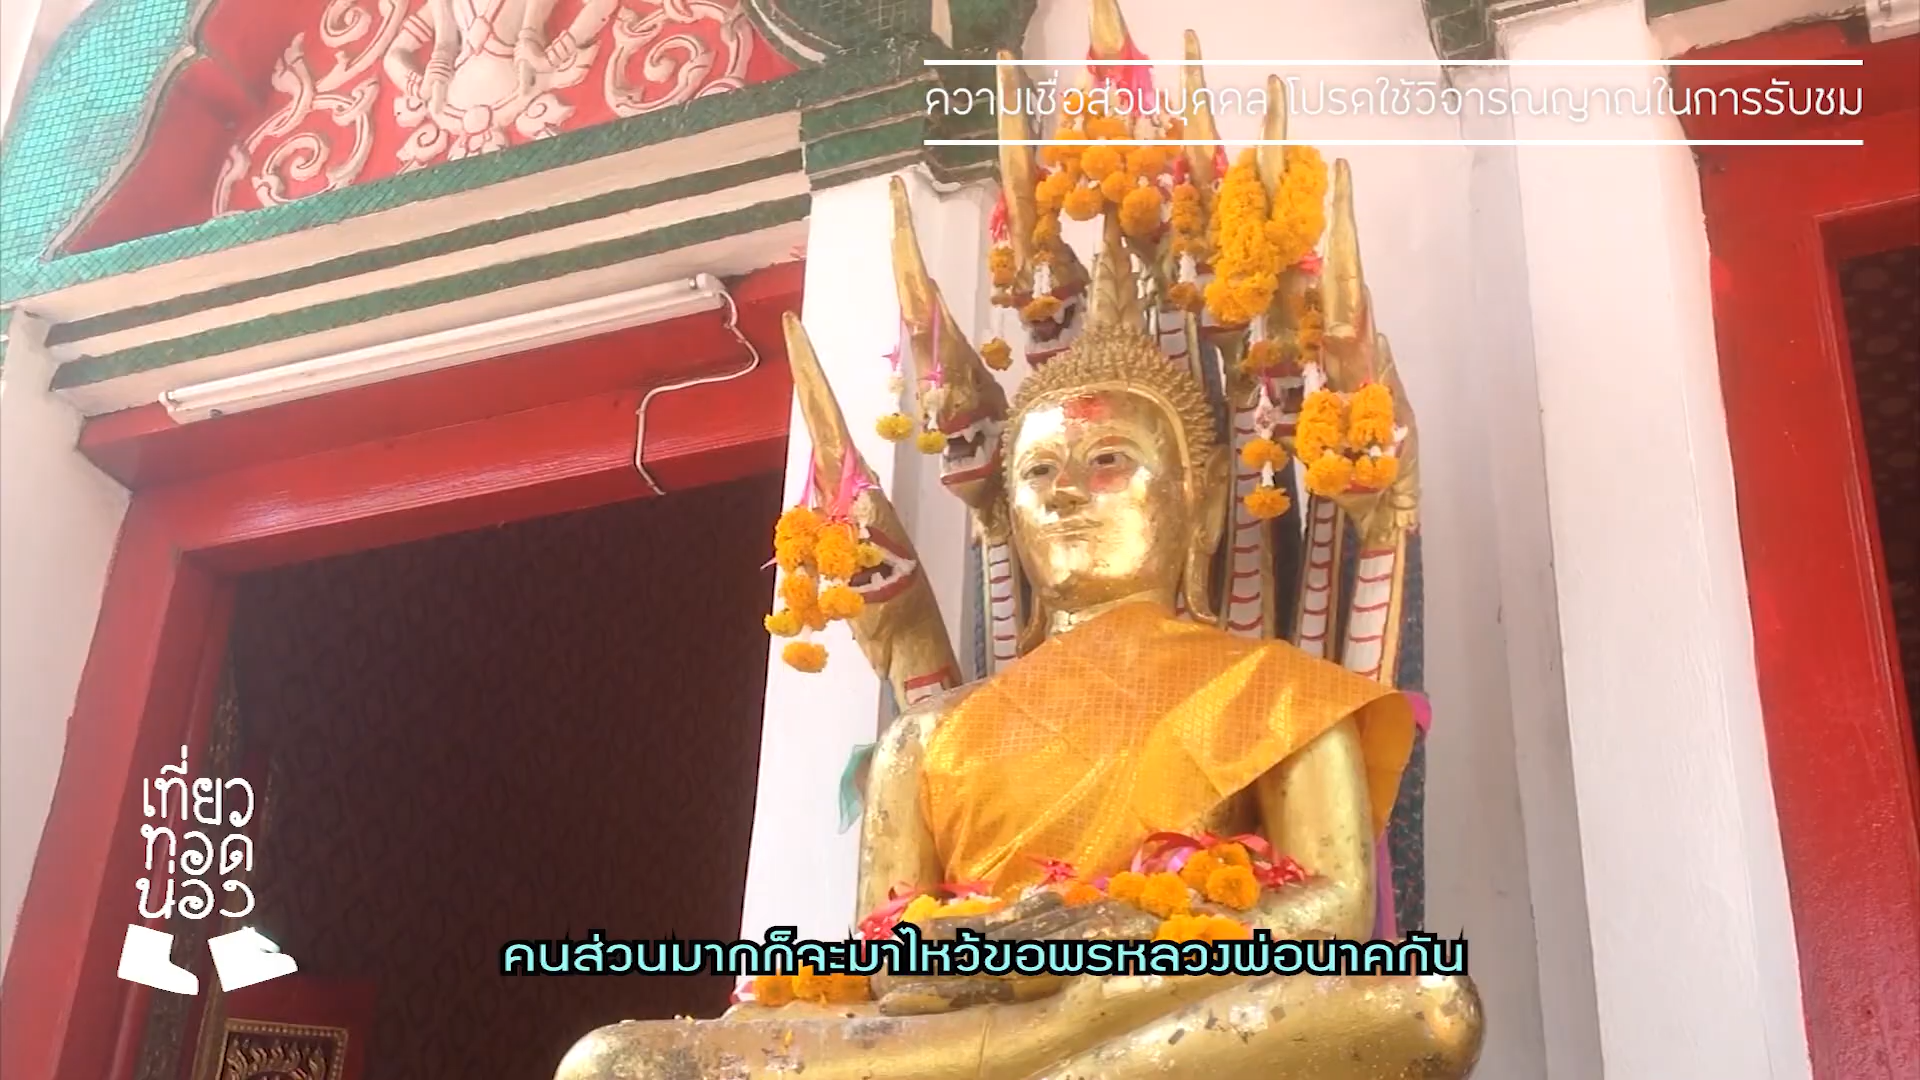 ความเชื่อส่วนบุคคล โปรดใช้วิจารณญาณในการรับชม
เที่ยว
ทอด
น่อง
คนส่วนมากก็จะมาไหว้ขอพรหลวงพ่อนาคกัน